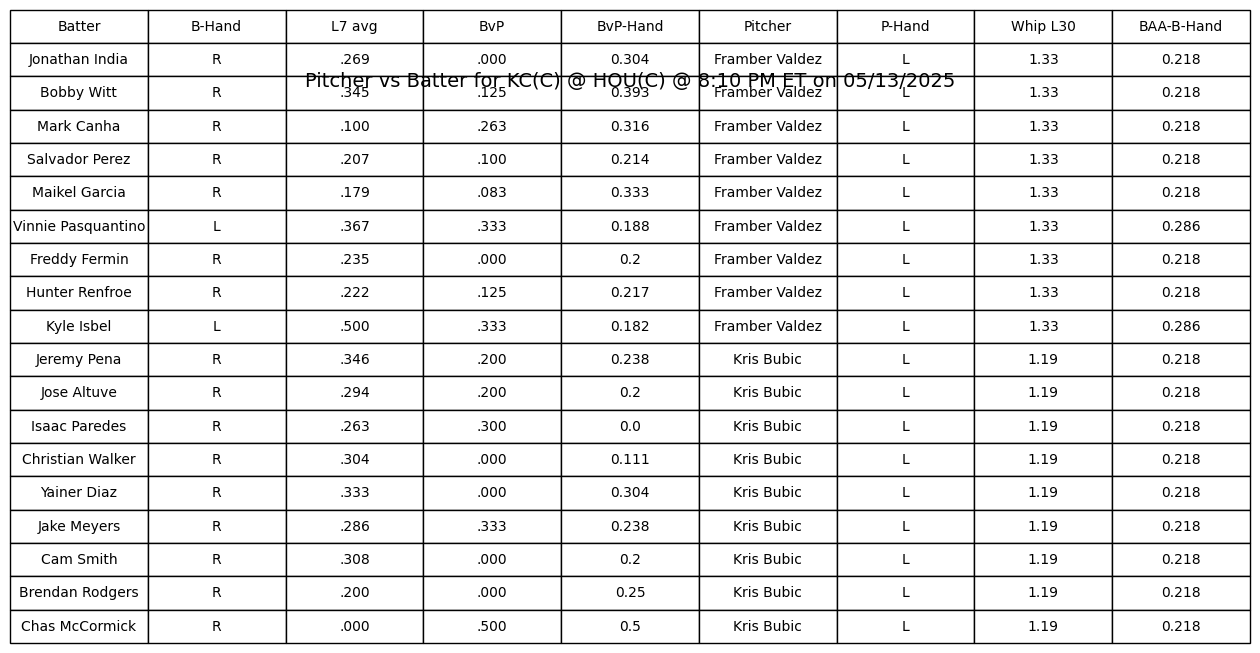 Batter B-Hand L7 avg BvP BvP-Hand Pitcher P-Hand Whip L30 BAA-B-Hand
Jonathan India R .269 .000 0.304 Framber Valdez L 1.33 0.218
Pitcher vs Batter for KC(C) @ HOU(C) @ 8:10 PM ET on 05/13/2025
Bobby Witt R .345 .125 0.393 Framber Valdez L 1.33 0.218
Mark Canha R .100 .263 0.316 Framber Valdez L 1.33 0.218
Salvador Perez R .207 .100 0.214 Framber Valdez L 1.33 0.218
Maikel Garcia R .179 .083 0.333 Framber Valdez L 1.33 0.218
Vinnie Pasquantino L .367 .333 0.188 Framber Valdez L 1.33 0.286
Freddy Fermin R .235 .000 0.2 Framber Valdez L 1.33 0.218
Hunter Renfroe R .222 .125 0.217 Framber Valdez L 1.33 0.218
Kyle Isbel L .500 .333 0.182 Framber Valdez L 1.33 0.286
Jeremy Pena R .346 .200 0.238 Kris Bubic L 1.19 0.218
Jose Altuve R .294 .200 0.2 Kris Bubic L 1.19 0.218
Isaac Paredes R .263 .300 0.0 Kris Bubic L 1.19 0.218
Christian Walker R .304 .000 0.111 Kris Bubic L 1.19 0.218
Yainer Diaz R .333 .000 0.304 Kris Bubic L 1.19 0.218
Jake Meyers R .286 .333 0.238 Kris Bubic L 1.19 0.218
Cam Smith R .308 .000 0.2 Kris Bubic L 1.19 0.218
Brendan Rodgers R .200 .000 0.25 Kris Bubic L 1.19 0.218
Chas McCormick R .000 .500 0.5 Kris Bubic L 1.19 0.218